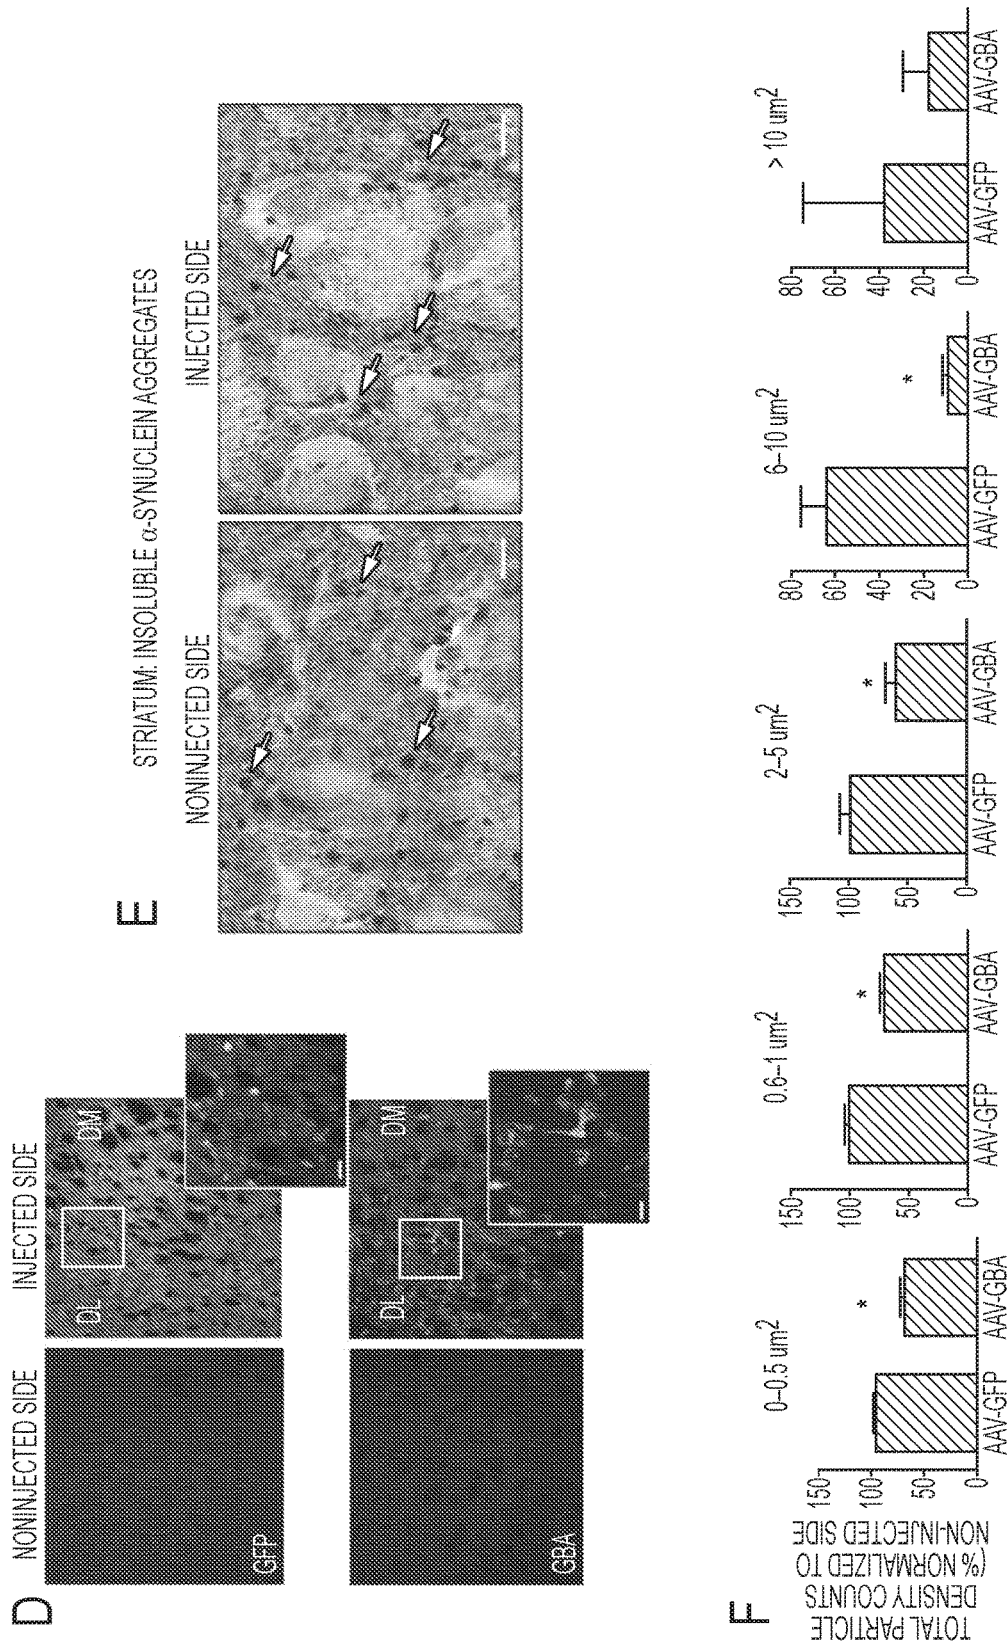 D
NONINJECTED SIDE
INJECTED SIDE
GFP
DL
DM
GBA
DL
DM
E
STRIATUM: INSOLUBLE α-SYNUCLEIN AGGREGATES
NONINJECTED SIDE
INJECTED SIDE
F
TOTAL PARTICLE
DENSITY COUNTS
(% NORMALIZED TO
NON-INJECTED SIDE
0–0.5 um²
150
100
50
0
*
AAV-GFP
AAV-GBA
0.6–1 um²
150
100
50
0
*
AAV-GFP
AAV-GBA
2–5 um²
150
100
50
0
*
AAV-GFP
AAV-GBA
6–10 um²
80
60
40
20
0
*
AAV-GFP
AAV-GBA
> 10 um²
80
60
40
20
0
AAV-GFP
AAV-GBA